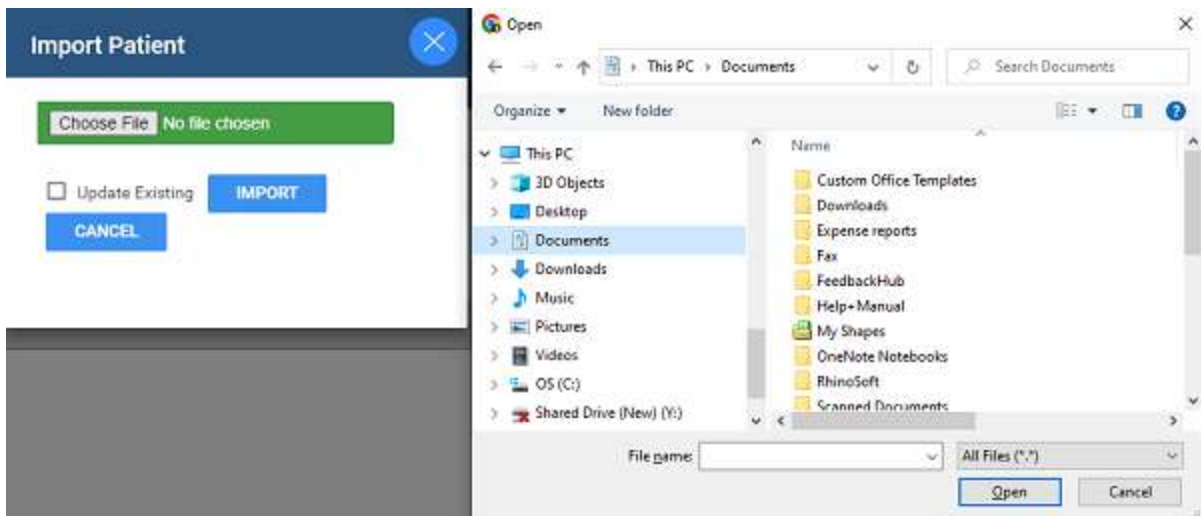 Import Patient
Choose File No file chosen
Update Existing IMPORT
CANCEL
Open
This PC Documents
Search Documents
Organize New folder
This PC
3D Objects
Desktop
Documents
Downloads
Music
Pictures
Videos
OS (C:)
Shared Drive (New) (Y:)
Name
Custom Office Templates
Downloads
Expense reports
Fax
FeedbackHub
Help+Manual
My Shapes
OneNote Notebooks
RhinoSoft
Scanned Documents
File name:
All Files (*.*)
Open Cancel